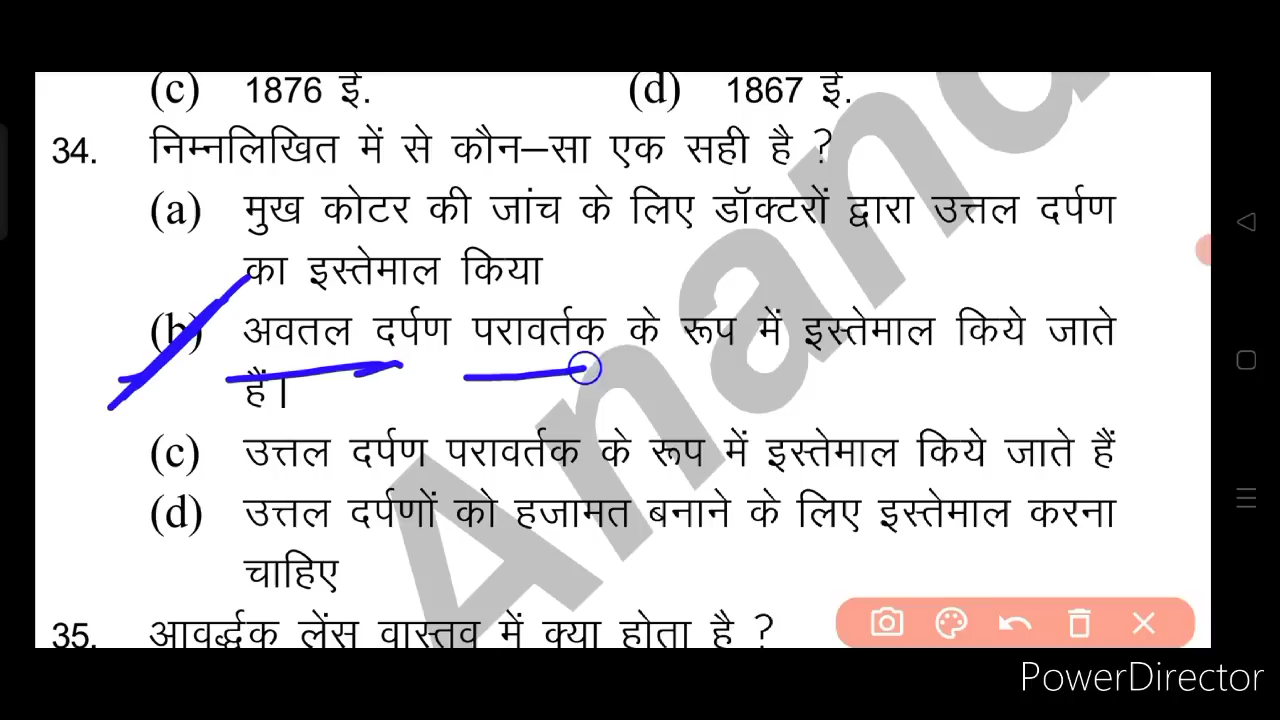 (c) 1876 ई. (d) 1867 ई.
34. निम्नलिखित में से कौन–सा एक सही है ?
(a) मुख कोटर की जांच के लिए डॉक्टरों द्वारा उत्तल दर्पण
का इस्तेमाल किया
(b) अवतल दर्पण परावर्तक के रूप में इस्तेमाल किये जाते
हैं।
(c) उत्तल दर्पण परावर्तक के रूप में इस्तेमाल किये जाते हैं
(d) उत्तल दर्पणों को हजामत बनाने के लिए इस्तेमाल करना
चाहिए
35. आवर्द्धक लेंस वास्तव में क्या होता है ?
Anand
PowerDirector